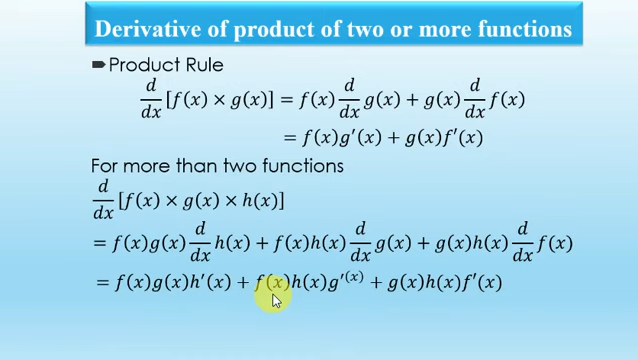 Derivative of product of two or more functions
Product Rule
d/dx [f(x) × g(x)] = f(x) d/dx g(x) + g(x) d/dx f(x)
= f(x)g′(x) + g(x)f′(x)
For more than two functions
d/dx [f(x) × g(x) × h(x)]
= f(x)g(x) d/dx h(x) + f(x)h(x) d/dx g(x) + g(x)h(x) d/dx f(x)
= f(x)g(x)h′(x) + f(x)h(x)g′⁽ˣ⁾ + g(x)h(x)f′(x)